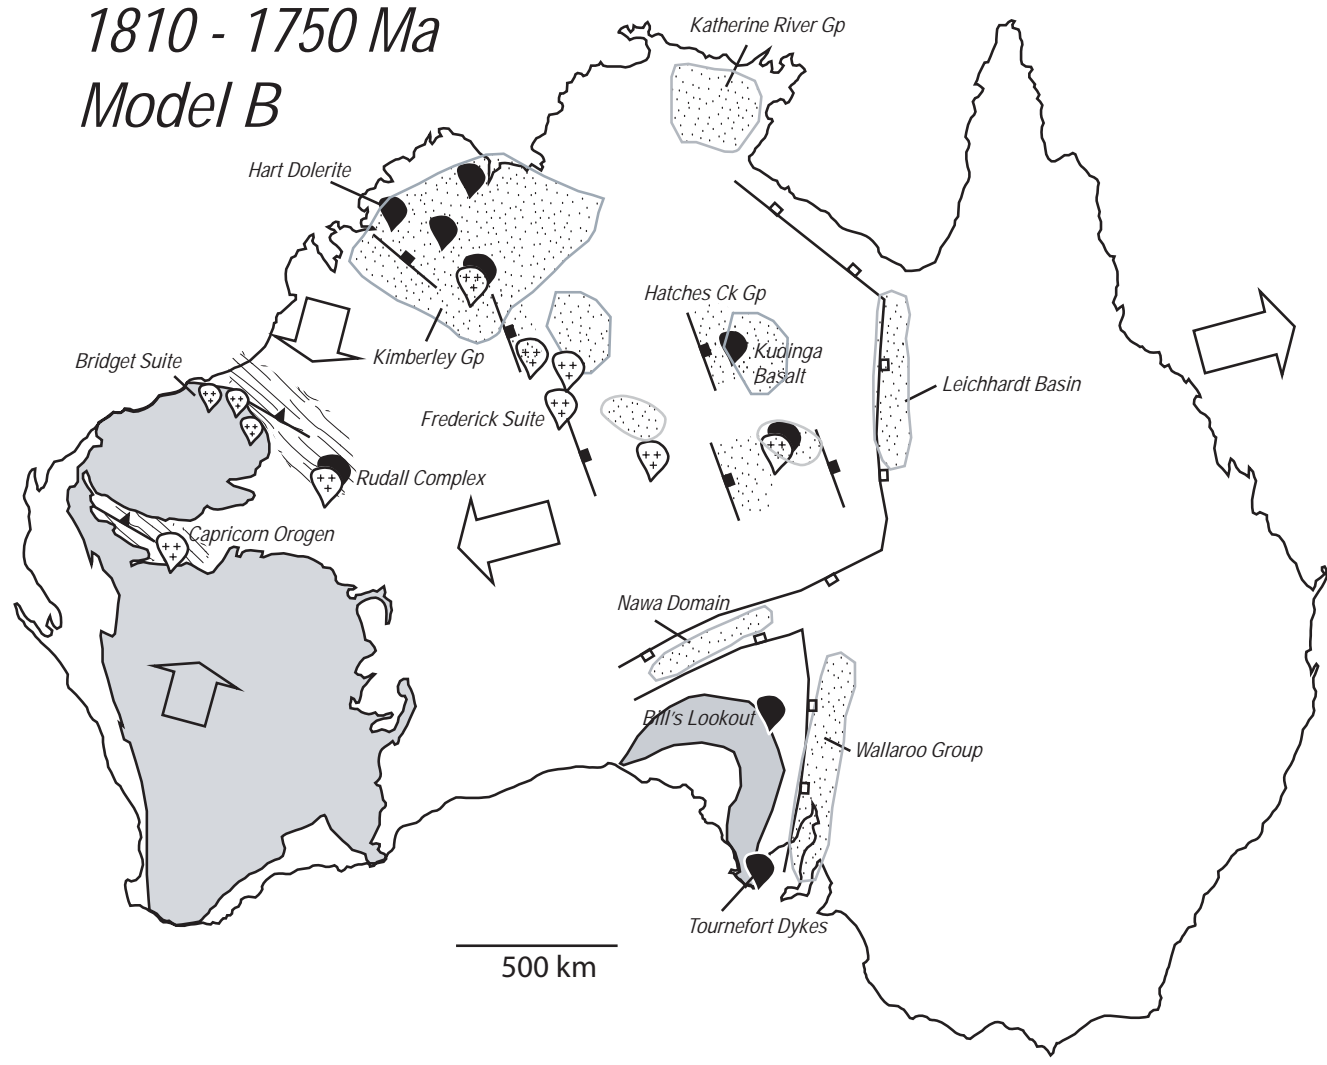 1810 - 1750 Ma
Model B
Katherine River Gp
Hart Dolerite
Hatches Ck Gp
Kimberley Gp
Kudinga
Basalt
Bridget Suite
Leichhardt Basin
Frederick Suite
Rudall Complex
Capricorn Orogen
Nawa Domain
Bill's Lookout
Wallaroo Group
Tournefort Dykes
500 km